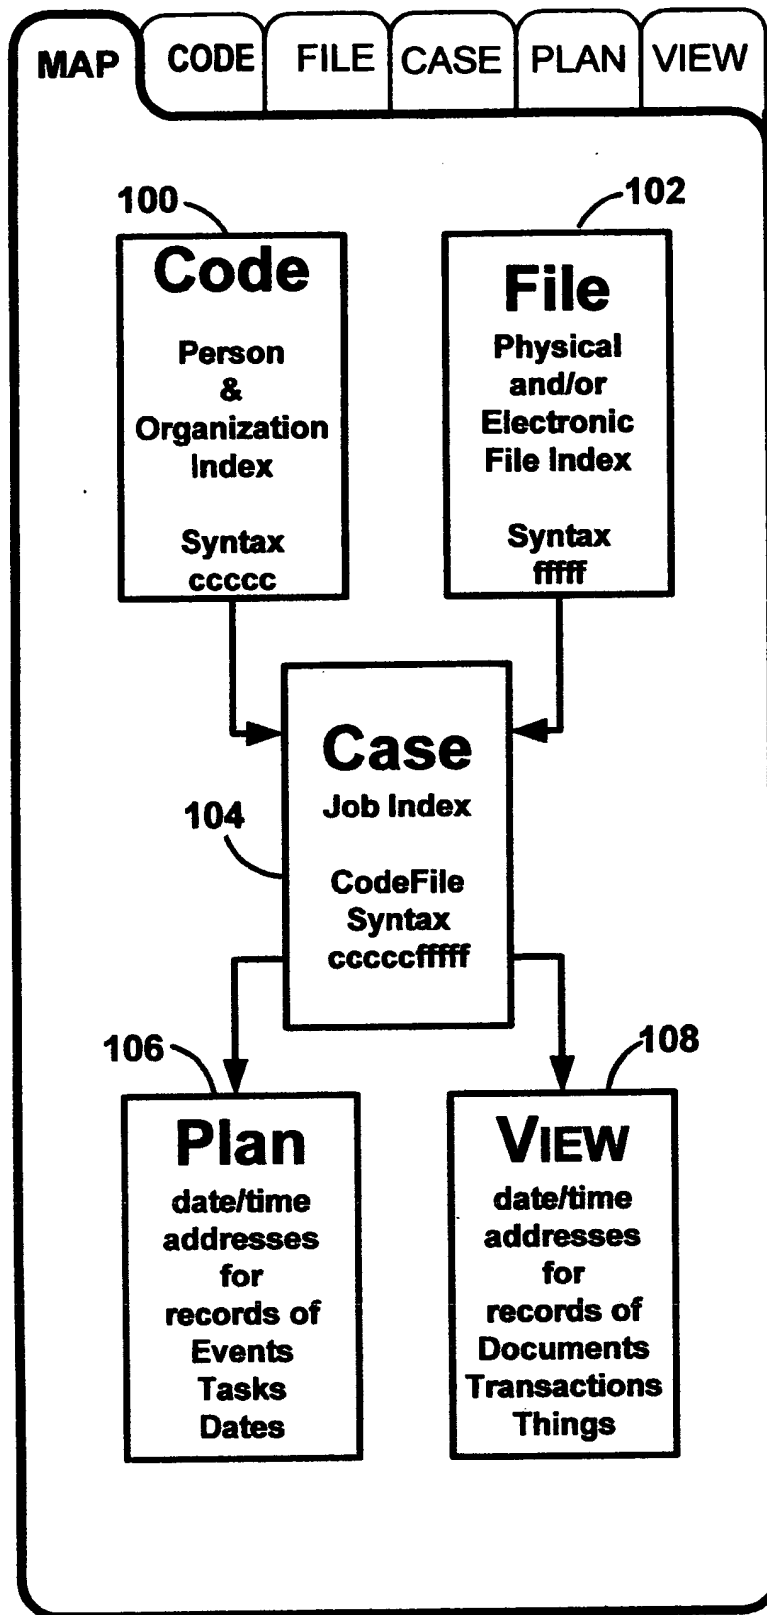 MAP CODE FILE CASE PLAN VIEW
100
Code
Person
&
Organization
Index
Syntax
ccccc
102
File
Physical
and/or
Electronic
File Index
Syntax
fffff
104
Case
Job Index
CodeFile
Syntax
cccccfffff
106
Plan
date/time
addresses
for
records of
Events
Tasks
Dates
108
VIEW
date/time
addresses
for
records of
Documents
Transactions
Things